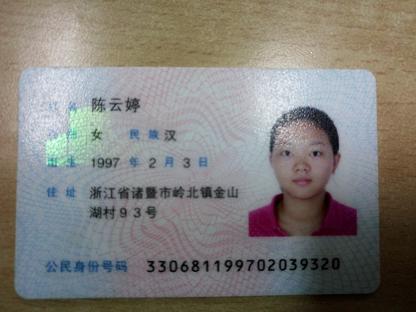 姓名 陈云婷
性别 女 民族 汉
出生 1997 年 2 月 3 日
住址 浙江省诸暨市岭北镇金山
湖村93号
公民身份号码 330681199702039320